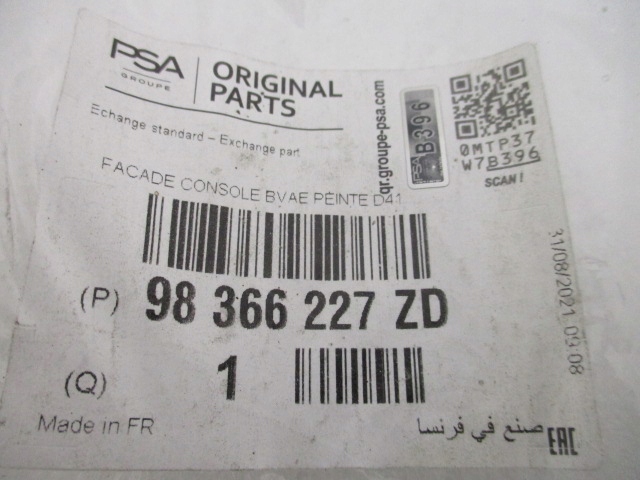 PSA
GROUPE
ORIGINAL
PARTS
Echange standard – Exchange part
qr.groupe-psa.com
B396
0MTP37
W7B396
SCAN!
FACADE CONSOLE BVAE PEINTE D41
(P) 98 366 227 ZD
31/08/2021 09:08
(Q) 1
Made in FR
صنع في فرنسا
EAC